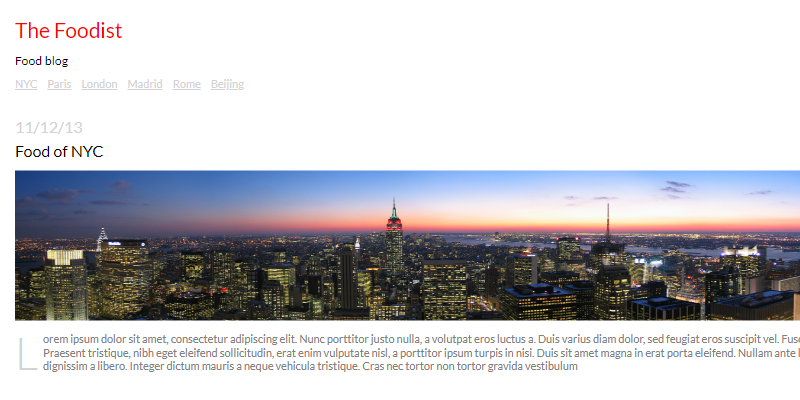 The Foodist
Food blog
NYC Paris London Madrid Rome Beijing
11/12/13
Food of NYC
Lorem ipsum dolor sit amet, consectetur adipiscing elit. Nunc porttitor justo nulla, a volutpat eros luctus a. Duis varius diam dolor, sed feugiat eros suscipit vel.
Praesent tristique, nibh eget eleifend sollicitudin, erat enim vulputate nisl, a porttitor ipsum turpis in nisi. Duis sit amet magna in erat porta eleifend. Nullam ante
dignissim a libero. Integer dictum mauris a neque vehicula tristique. Cras nec tortor non tortor gravida vestibulum